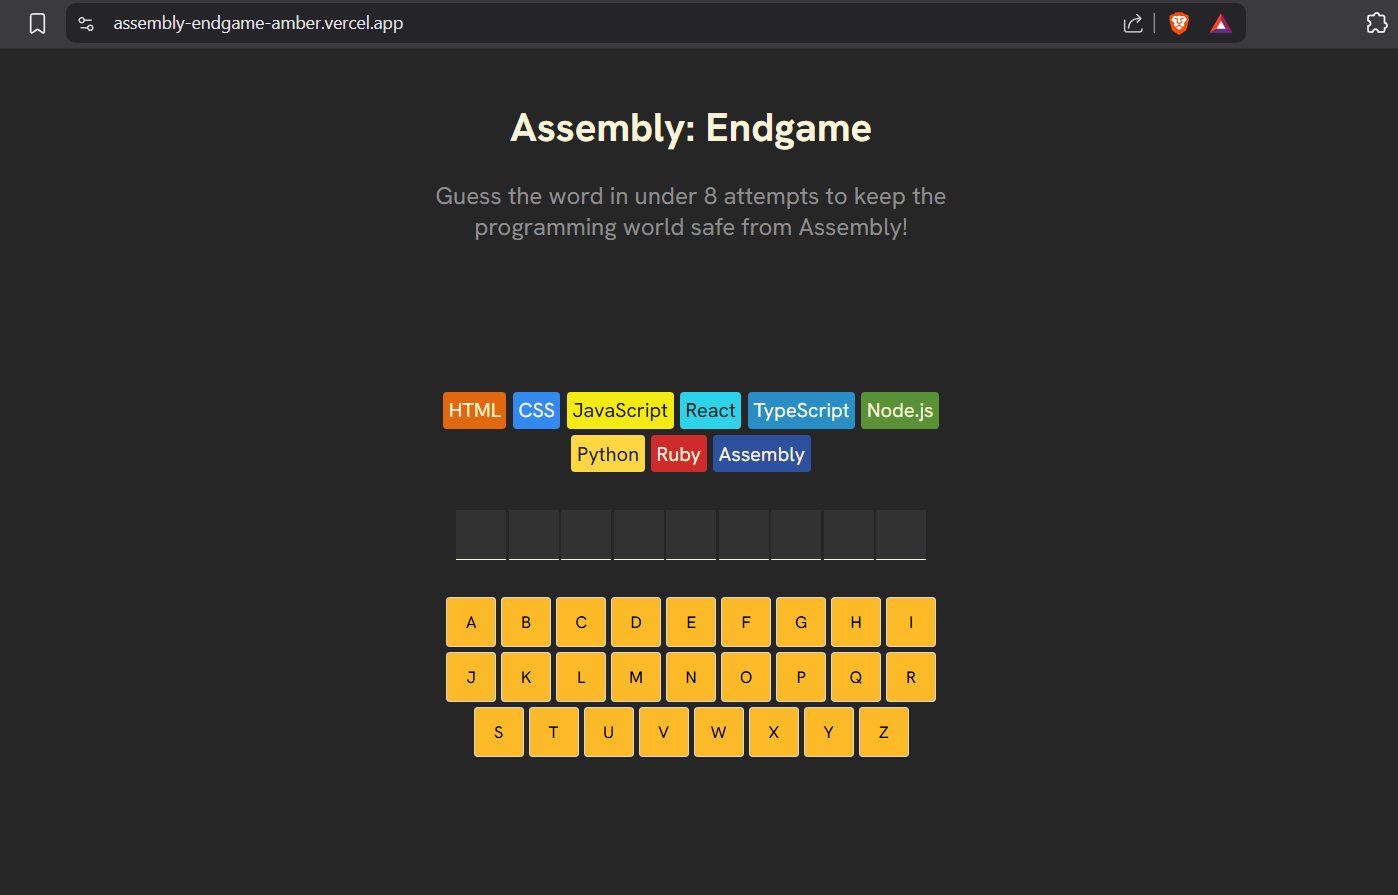 assembly-endgame-amber.vercel.app
Assembly: Endgame
Guess the word in under 8 attempts to keep the
programming world safe from Assembly!
HTML CSS JavaScript React TypeScript Node.js
Python Ruby Assembly
A B C D E F G H I
J K L M N O P Q R
S T U V W X Y Z